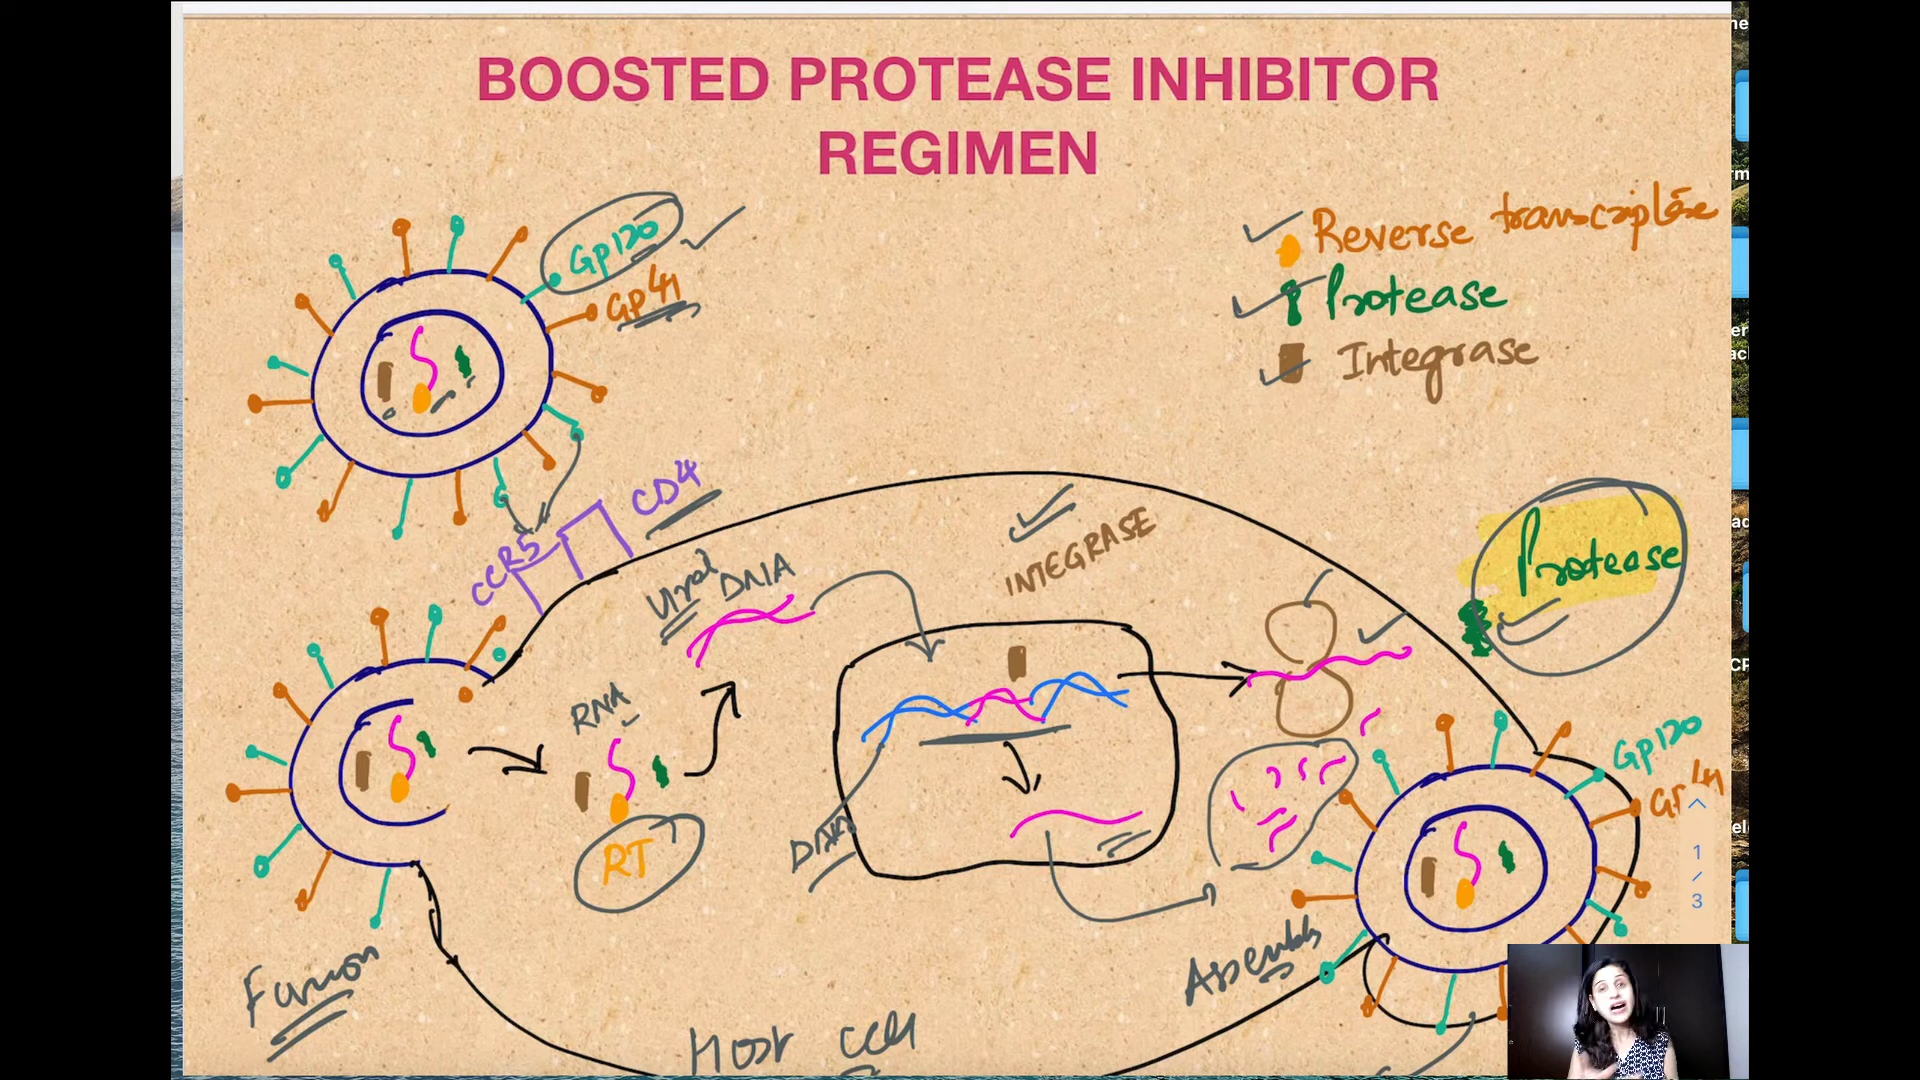 BOOSTED PROTEASE INHIBITOR
REGIMEN
Gp120
GP41
Reverse transcriptase
Protease
Integrase
CD4
CCR5
Viral DNA
INTEGRASE
Protease
RNA
RT
DNA
Gp120
1
/
3
Fusion
Assembly
Host Cell